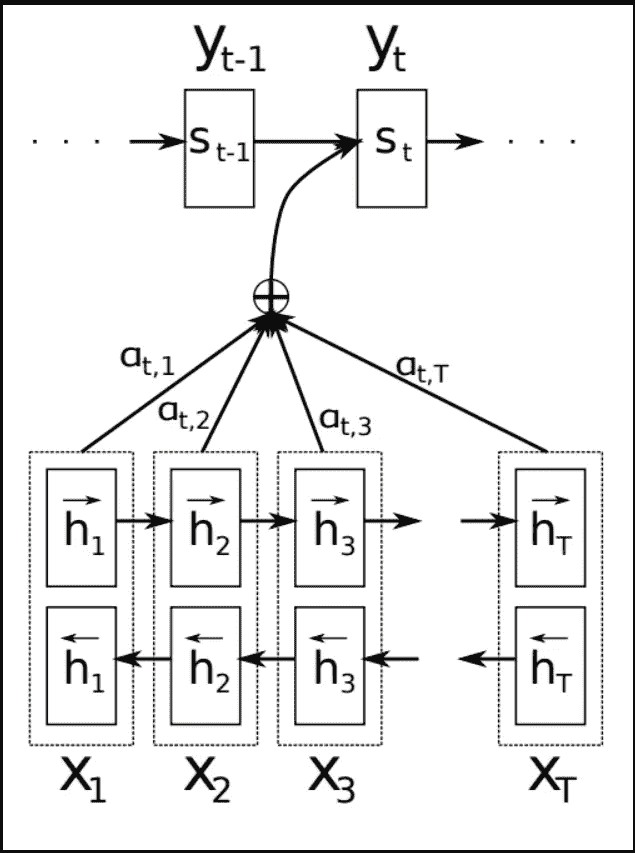 y_{t-1} y_t
. . . s_{t-1} s_t . . .
a_{t,1} a_{t,2} a_{t,3} a_{t,T}
\overrightarrow{h}_1 \overrightarrow{h}_2 \overrightarrow{h}_3 \overrightarrow{h}_T
\overleftarrow{h}_1 \overleftarrow{h}_2 \overleftarrow{h}_3 \overleftarrow{h}_T
x_1 x_2 x_3 x_T